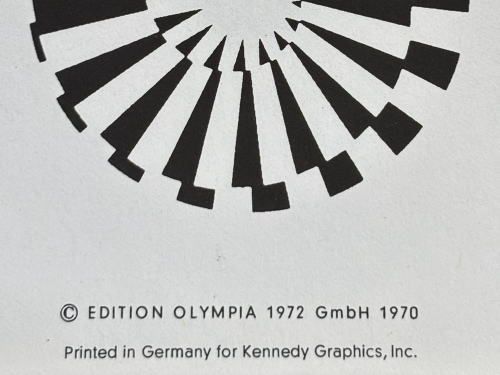 © EDITION OLYMPIA 1972 GmbH 1970
Printed in Germany for Kennedy Graphics, Inc.